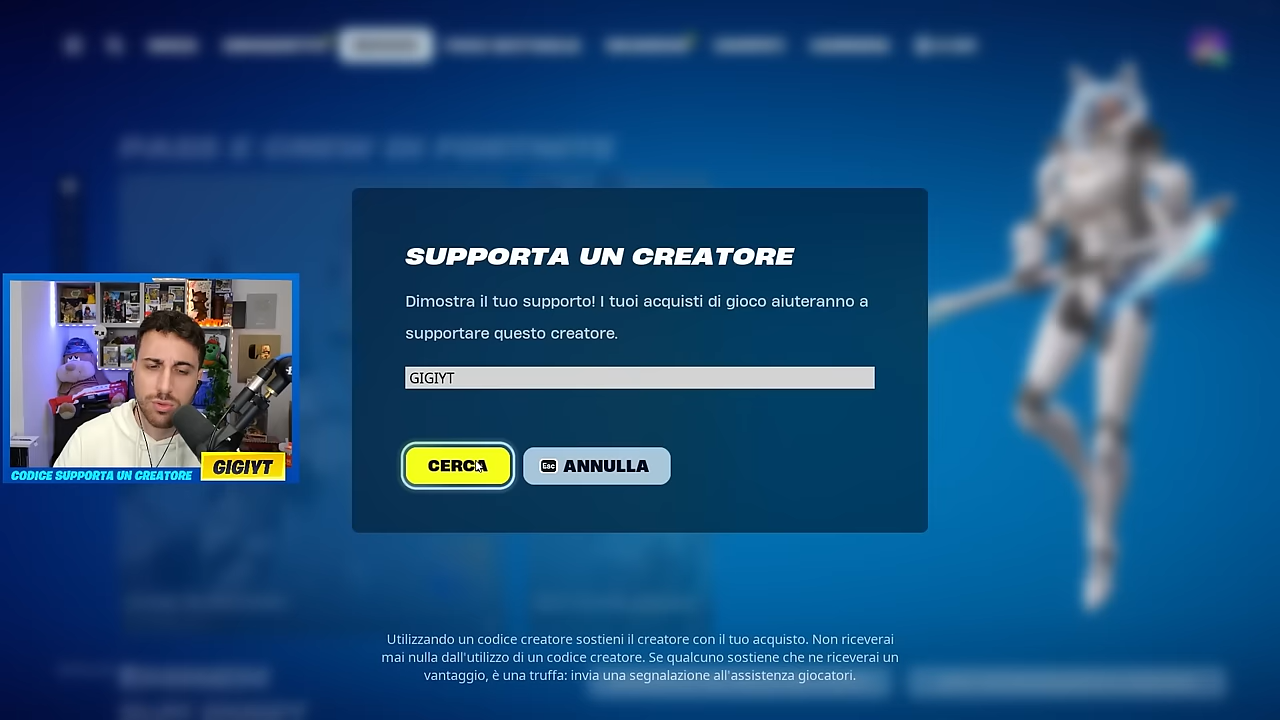 SUPPORTA UN CREATORE
Dimostra il tuo supporto! I tuoi acquisti di gioco aiuteranno a
supportare questo creatore.
GIGIYT
CERCA
Esc ANNULLA
CODICE SUPPORTA UN CREATORE
GIGIYT
Utilizzando un codice creatore sostieni il creatore con il tuo acquisto. Non riceverai
mai nulla dall'utilizzo di un codice creatore. Se qualcuno sostiene che ne riceverai un
vantaggio, è una truffa: invia una segnalazione all'assistenza giocatori.